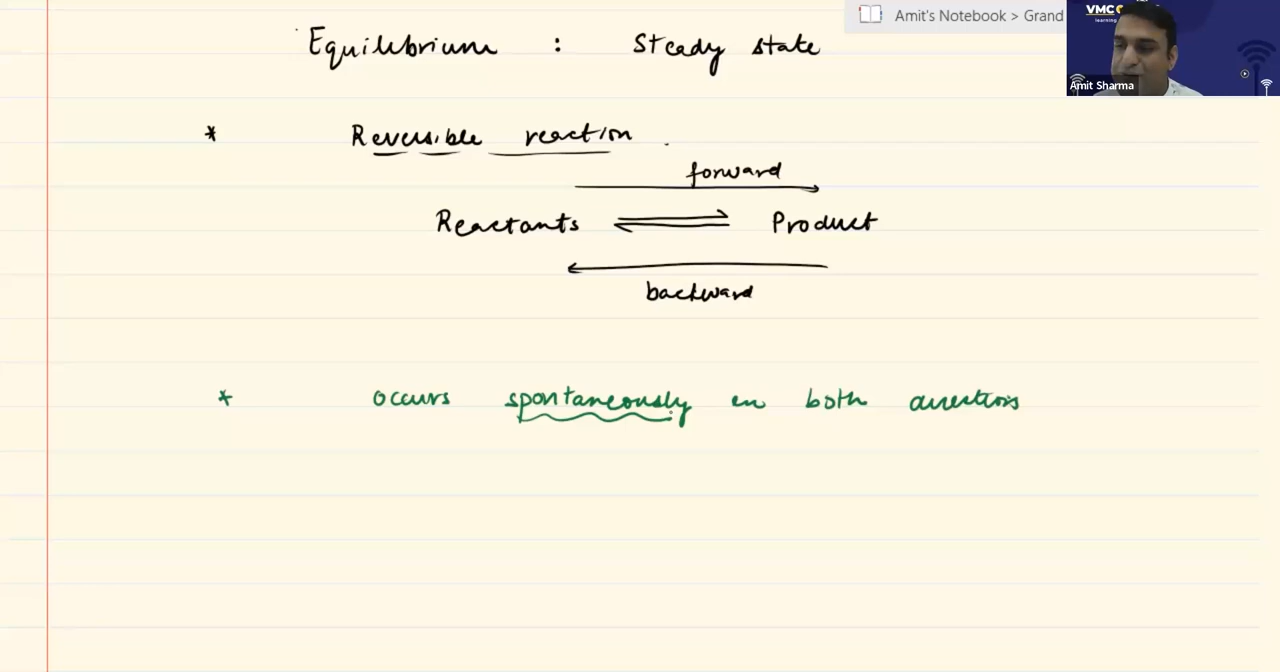 Amit's Notebook > Grand
VMC
learning
Amit Sharma
Equilibrium : Steady state
* Reversible reaction.
forward
Reactants ⇌ Product
backward
* occurs spontaneously in both directions